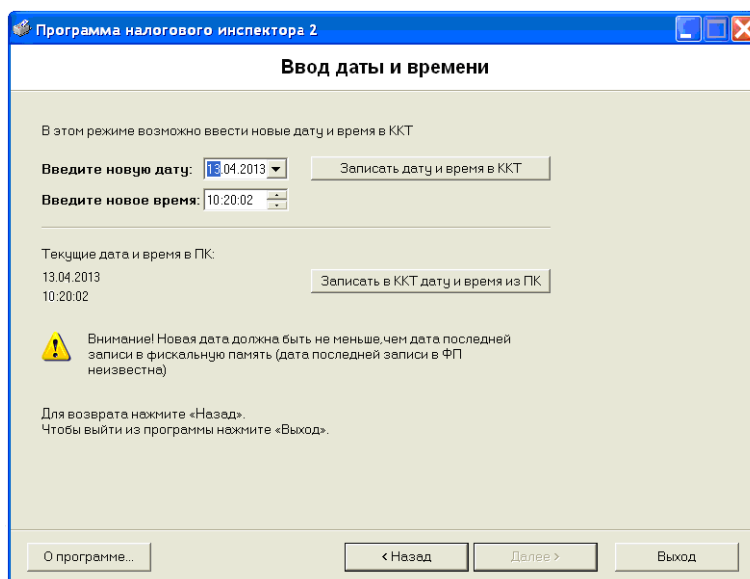 Программа налогового инспектора 2
Ввод даты и времени
В этом режиме возможно ввести новые дату и время в ККТ
Введите новую дату: 13.04.2013 Записать дату и время в ККТ
Введите новое время: 10:20:02
Текущие дата и время в ПК:
13.04.2013
10:20:02
Записать в ККТ дату и время из ПК
Внимание! Новая дата должна быть не меньше,чем дата последней
записи в фискальную память (дата последней записи в ФП
неизвестна)
Для возврата нажмите «Назад».
Чтобы выйти из программы нажмите «Выход».
О программе... < Назад Далее > Выход